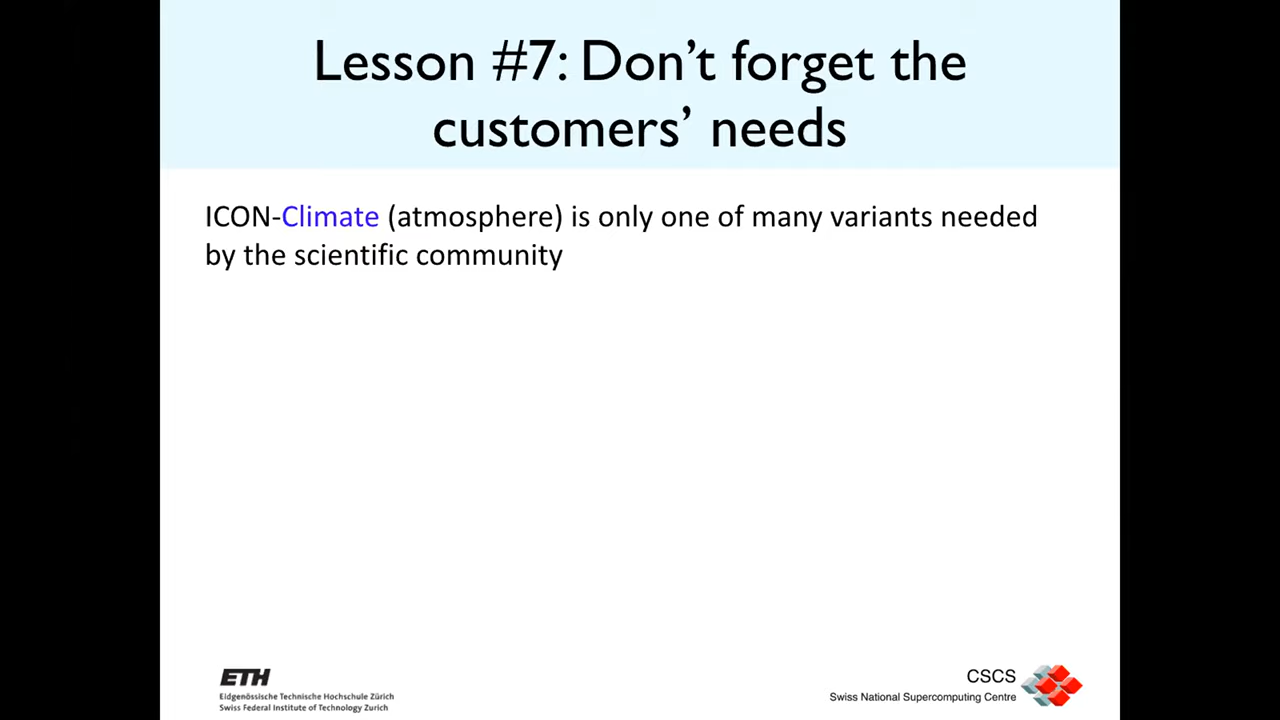 Lesson #7: Don’t forget the
customers’ needs
ICON-Climate (atmosphere) is only one of many variants needed
by the scientific community
ETH
Eidgenössische Technische Hochschule Zürich
Swiss Federal Institute of Technology Zurich
CSCS
Swiss National Supercomputing Centre